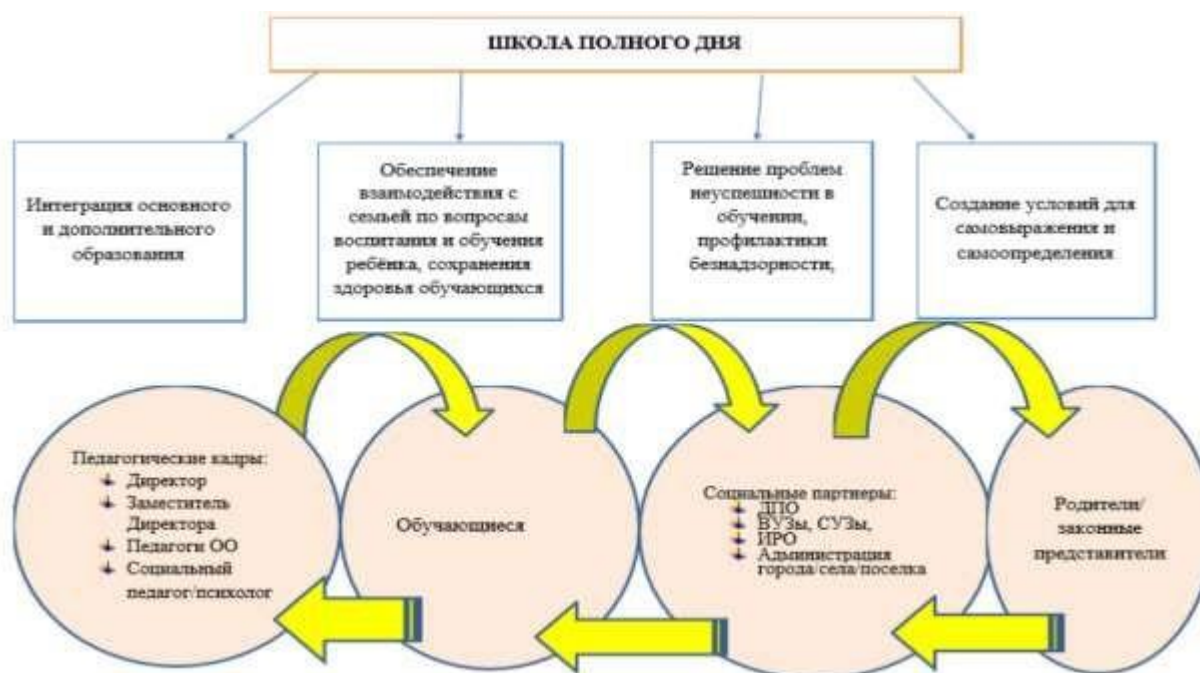 ШКОЛА ПОЛНОГО ДНЯ
Интеграция основного
и дополнительного
образования
Обеспечение
взаимодействия с
семьей по вопросам
воспитания и обучения
ребёнка, сохранения
здоровья обучающихся
Решение проблем
неуспешности в
обучении,
профилактики
безнадзорности,
Создание условий для
самовыражения и
самоопределения
Педагогические кадры:
Директор
Заместитель
Директора
Педагоги ОО
Социальный
педагог/психолог
Обучающиеся
Социальные партнеры:
ДПО
ВУЗы, СУЗы,
ИРО
Администрация
города/села/поселка
Родители/
законные
представители